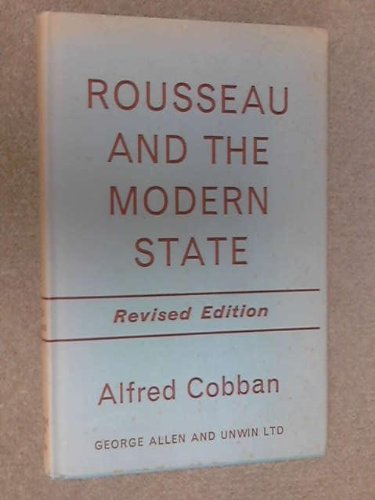 ROUSSEAU
AND THE
MODERN
STATE
Revised Edition
Alfred Cobban
GEORGE ALLEN AND UNWIN LTD